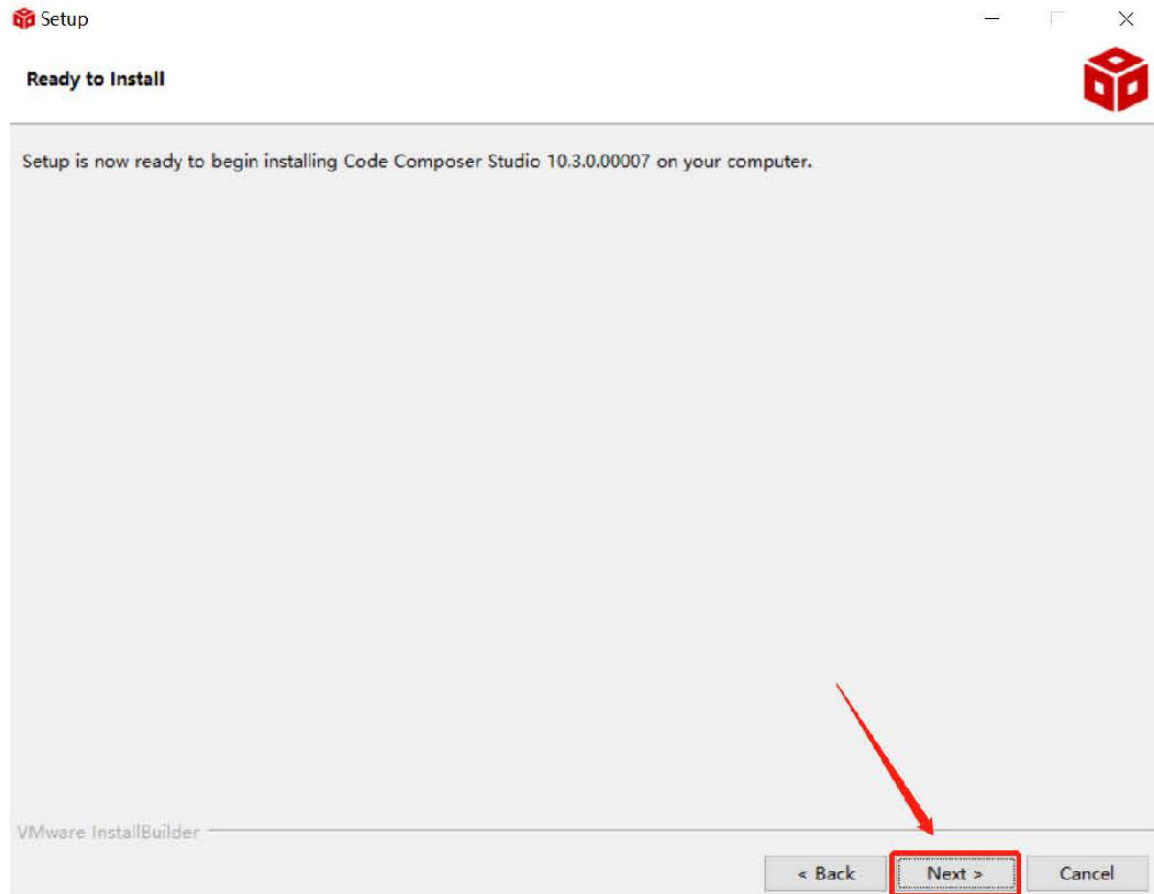 Setup
Ready to Install
Setup is now ready to begin installing Code Composer Studio 10.3.0.00007 on your computer.
VMware InstallBuilder
< Back
Next >
Cancel